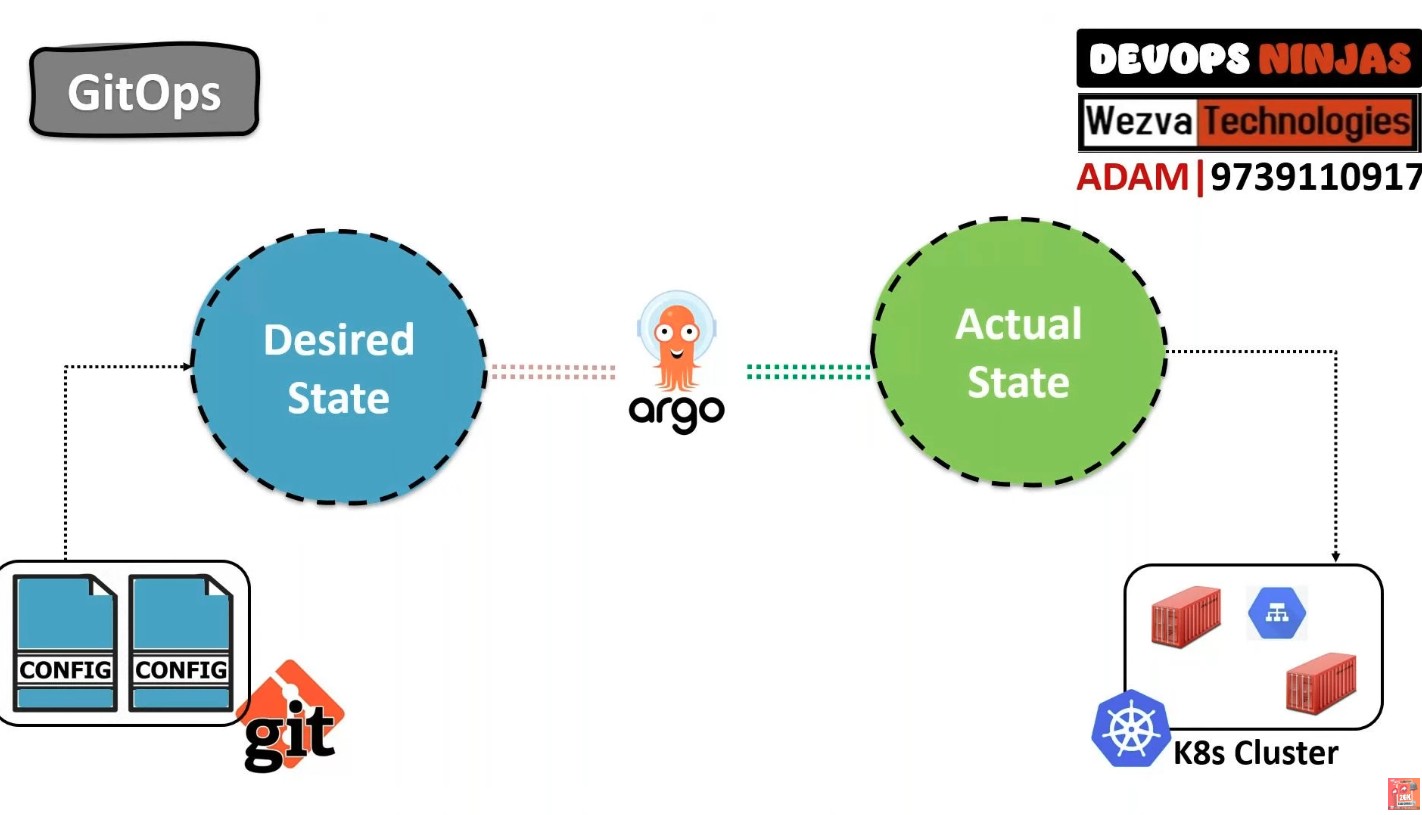 GitOps
DEVOPS NINJAS
Wezva Technologies
ADAM|9739110917
Desired
State
argo
Actual
State
CONFIG CONFIG
git
K8s Cluster